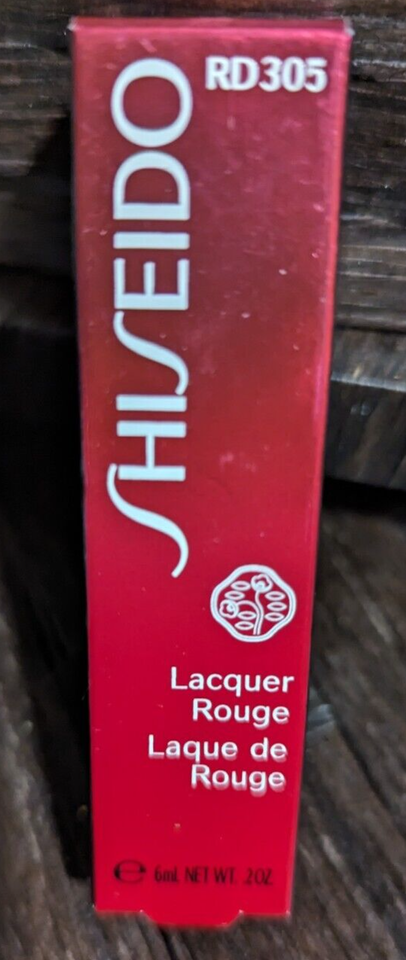 RD305
SHISEIDO
Lacquer
Rouge
Laque de
Rouge
℮ 6mL NET WT. .2OZ.